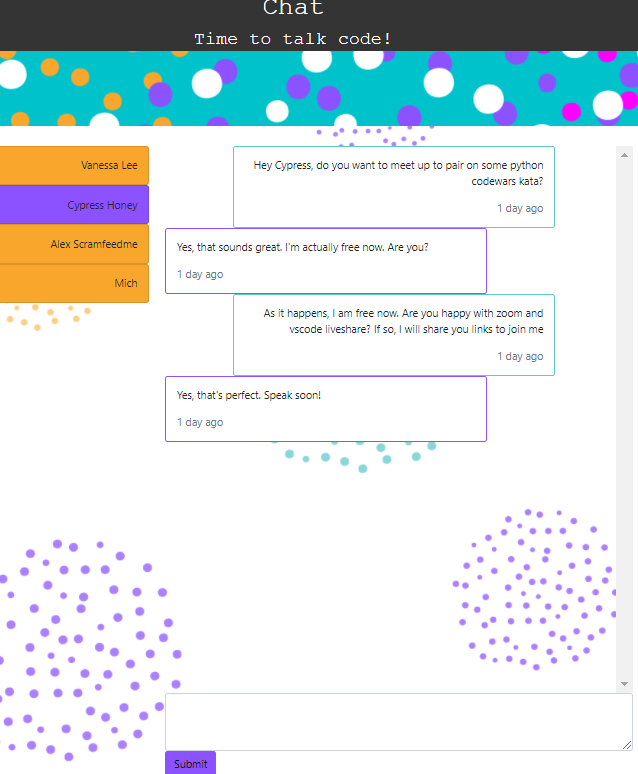 Chat
Time to talk code!
Vanessa Lee
Cypress Honey
Alex Scramfeedme
Mich
Hey Cypress, do you want to meet up to pair on some python
codewars kata?
1 day ago
Yes, that sounds great. I'm actually free now. Are you?
1 day ago
As it happens, I am free now. Are you happy with zoom and
vscode liveshare? If so, I will share you links to join me
1 day ago
Yes, that's perfect. Speak soon!
1 day ago
Submit